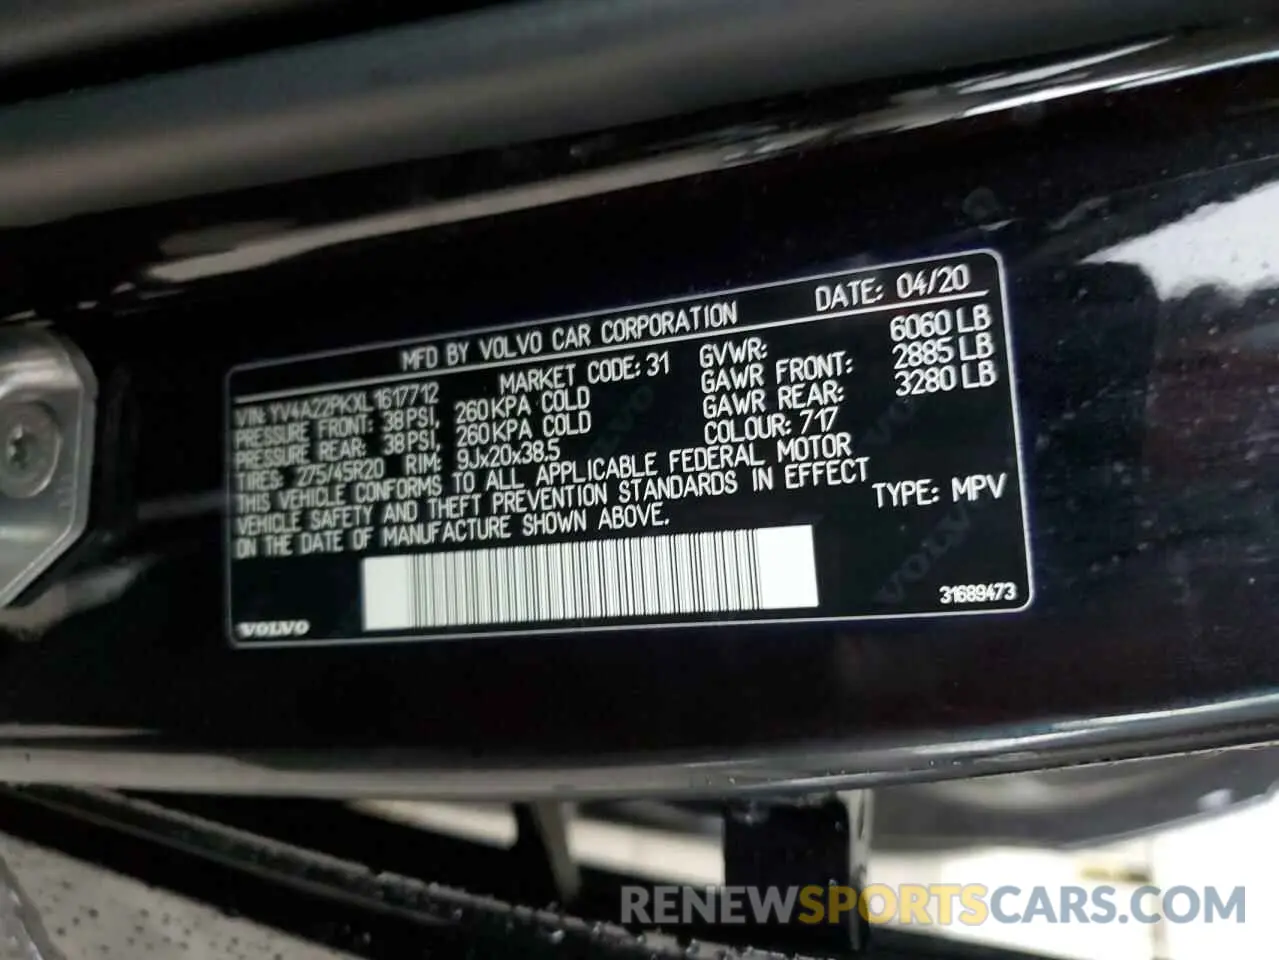 MFD BY VOLVO CAR CORPORATION DATE: 04/20
VIN: YV4A22PKXL1617712 MARKET CODE: 31 GVWR: 6060 LB
PRESSURE FRONT: 38 PSI, 260 KPA COLD GAWR FRONT: 2885 LB
PRESSURE REAR: 38 PSI, 260 KPA COLD GAWR REAR: 3280 LB
TIRES: 275/45R20 RIM: 9Jx20x38.5 COLOUR: 717
THIS VEHICLE CONFORMS TO ALL APPLICABLE FEDERAL MOTOR
VEHICLE SAFETY AND THEFT PREVENTION STANDARDS IN EFFECT
ON THE DATE OF MANUFACTURE SHOWN ABOVE. TYPE: MPV
VOLVO 31689473
VOLVO
VOLVO
RENEWSPORTSCARS.COM